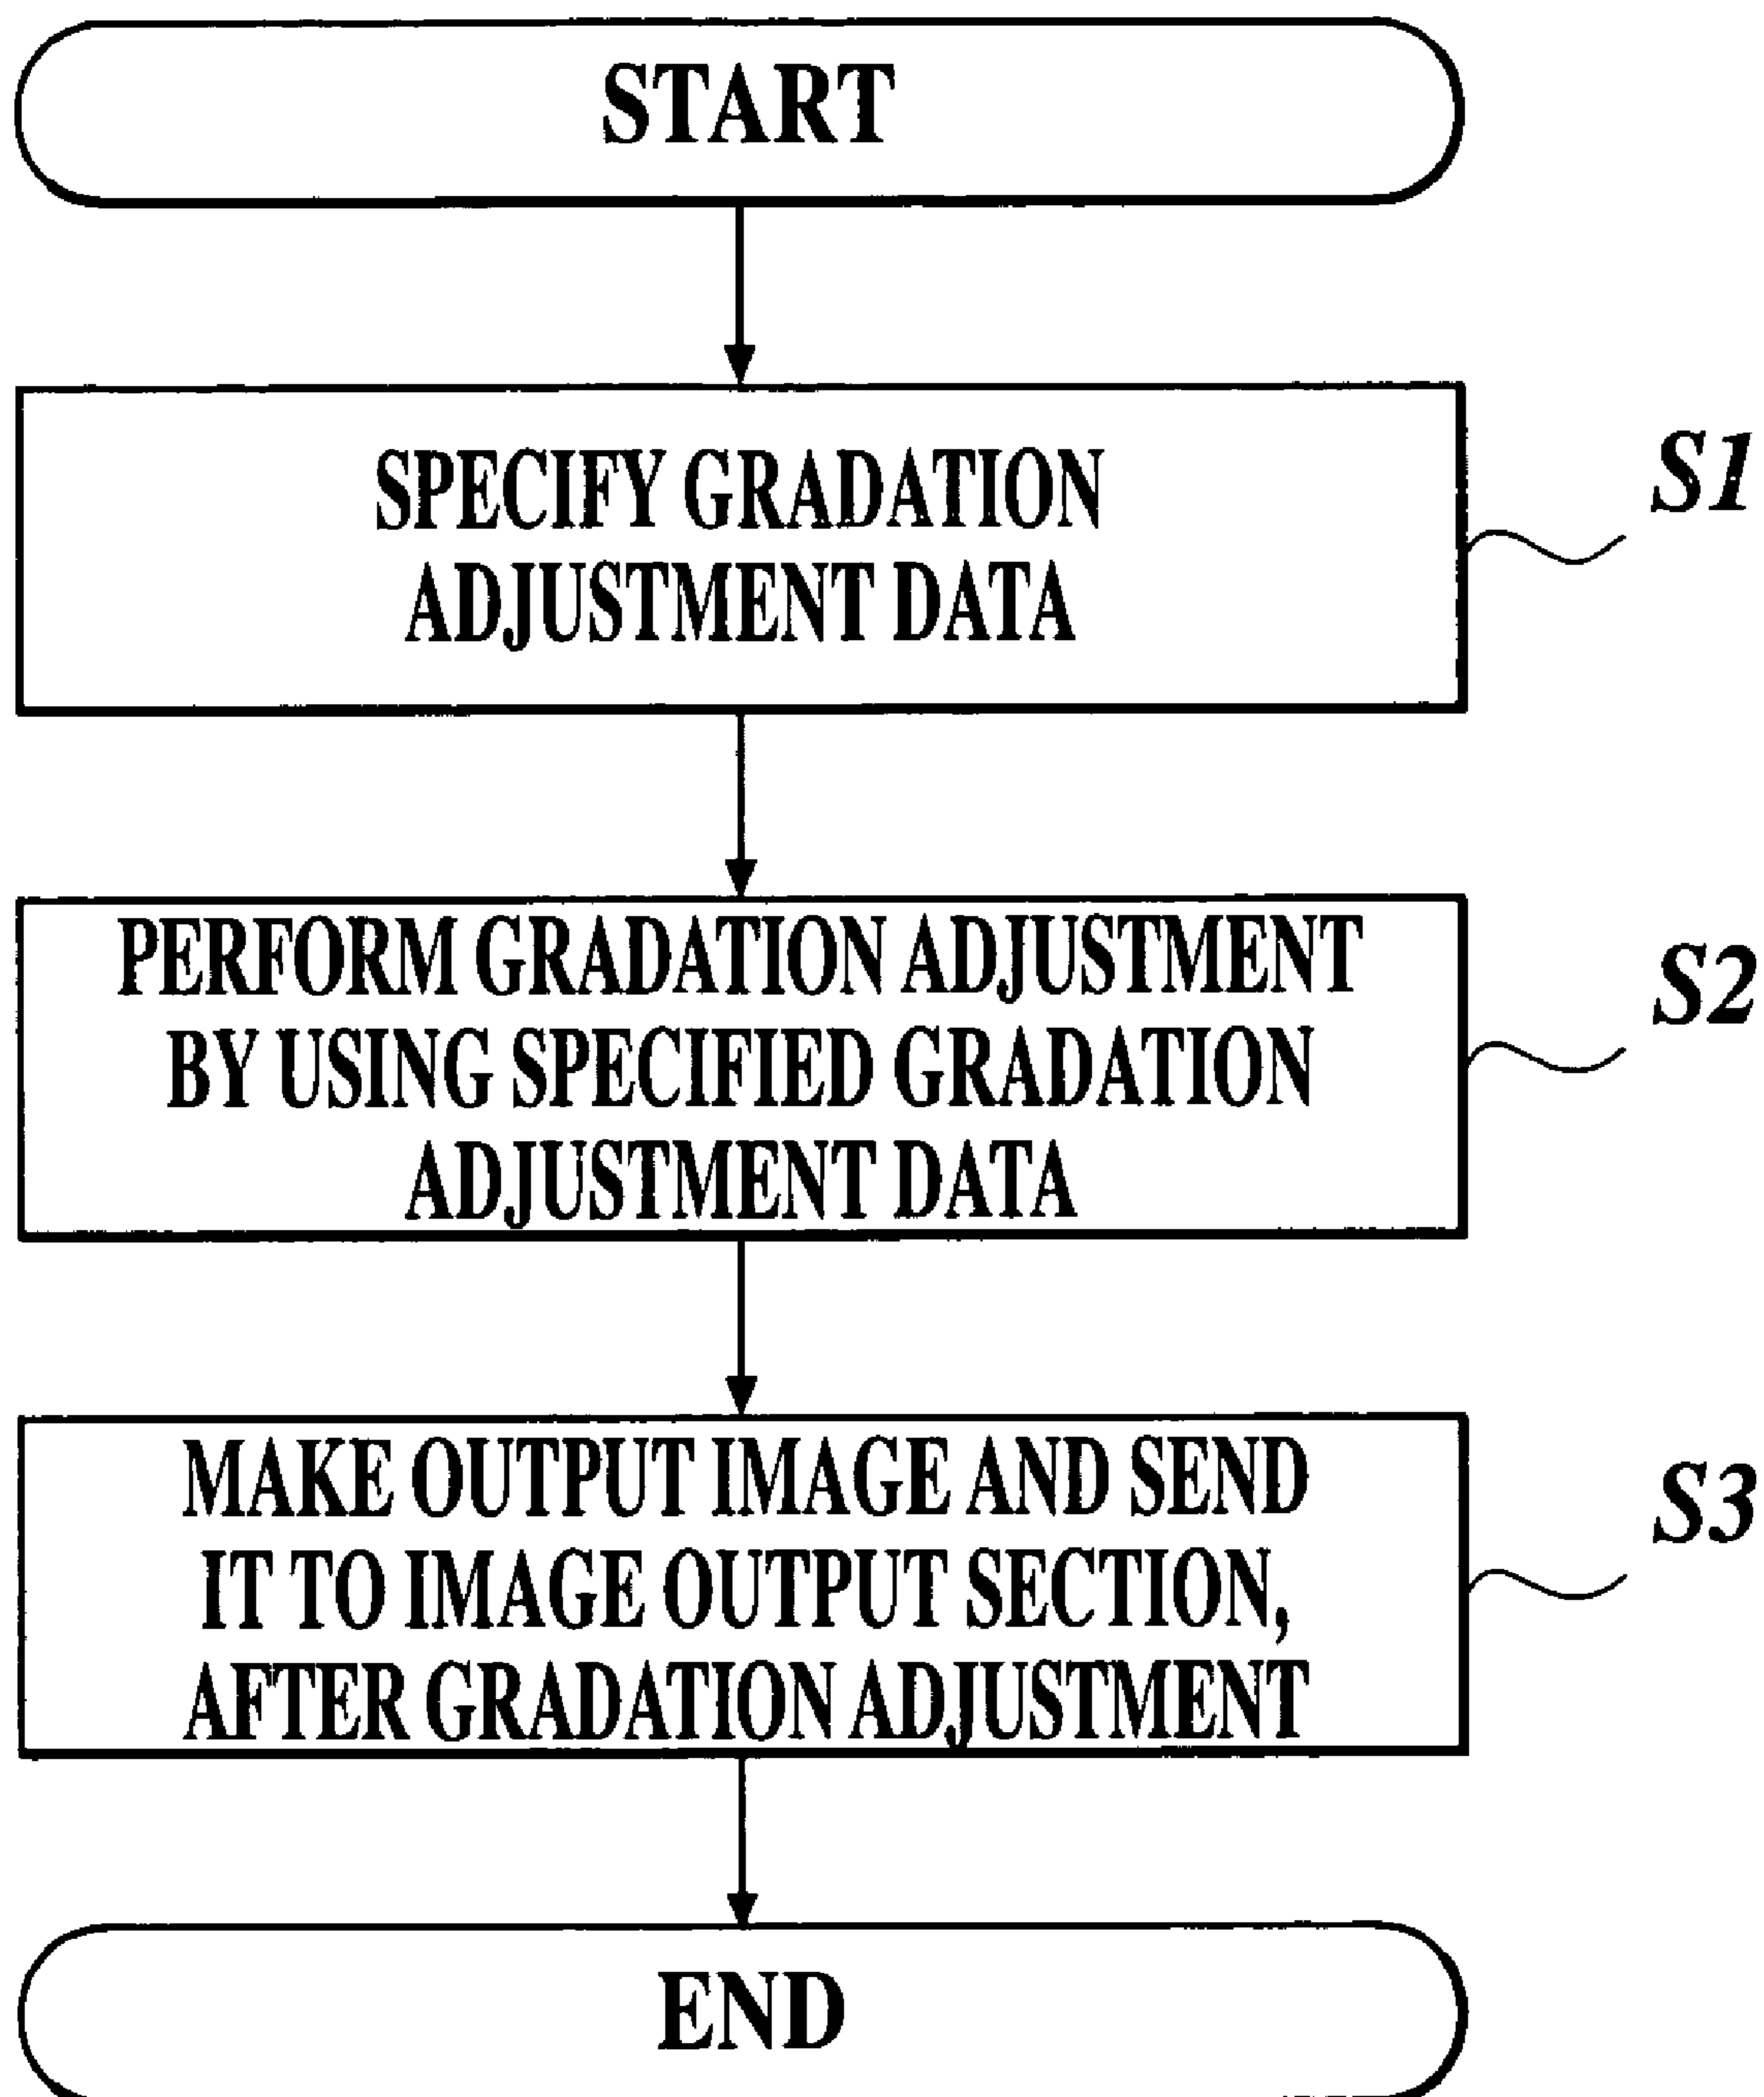 START
SPECIFY GRADATION
ADJUSTMENT DATA
S1
PERFORM GRADATION ADJUSTMENT
BY USING SPECIFIED GRADATION
ADJUSTMENT DATA
S2
MAKE OUTPUT IMAGE AND SEND
IT TO IMAGE OUTPUT SECTION,
AFTER GRADATION ADJUSTMENT
S3
END